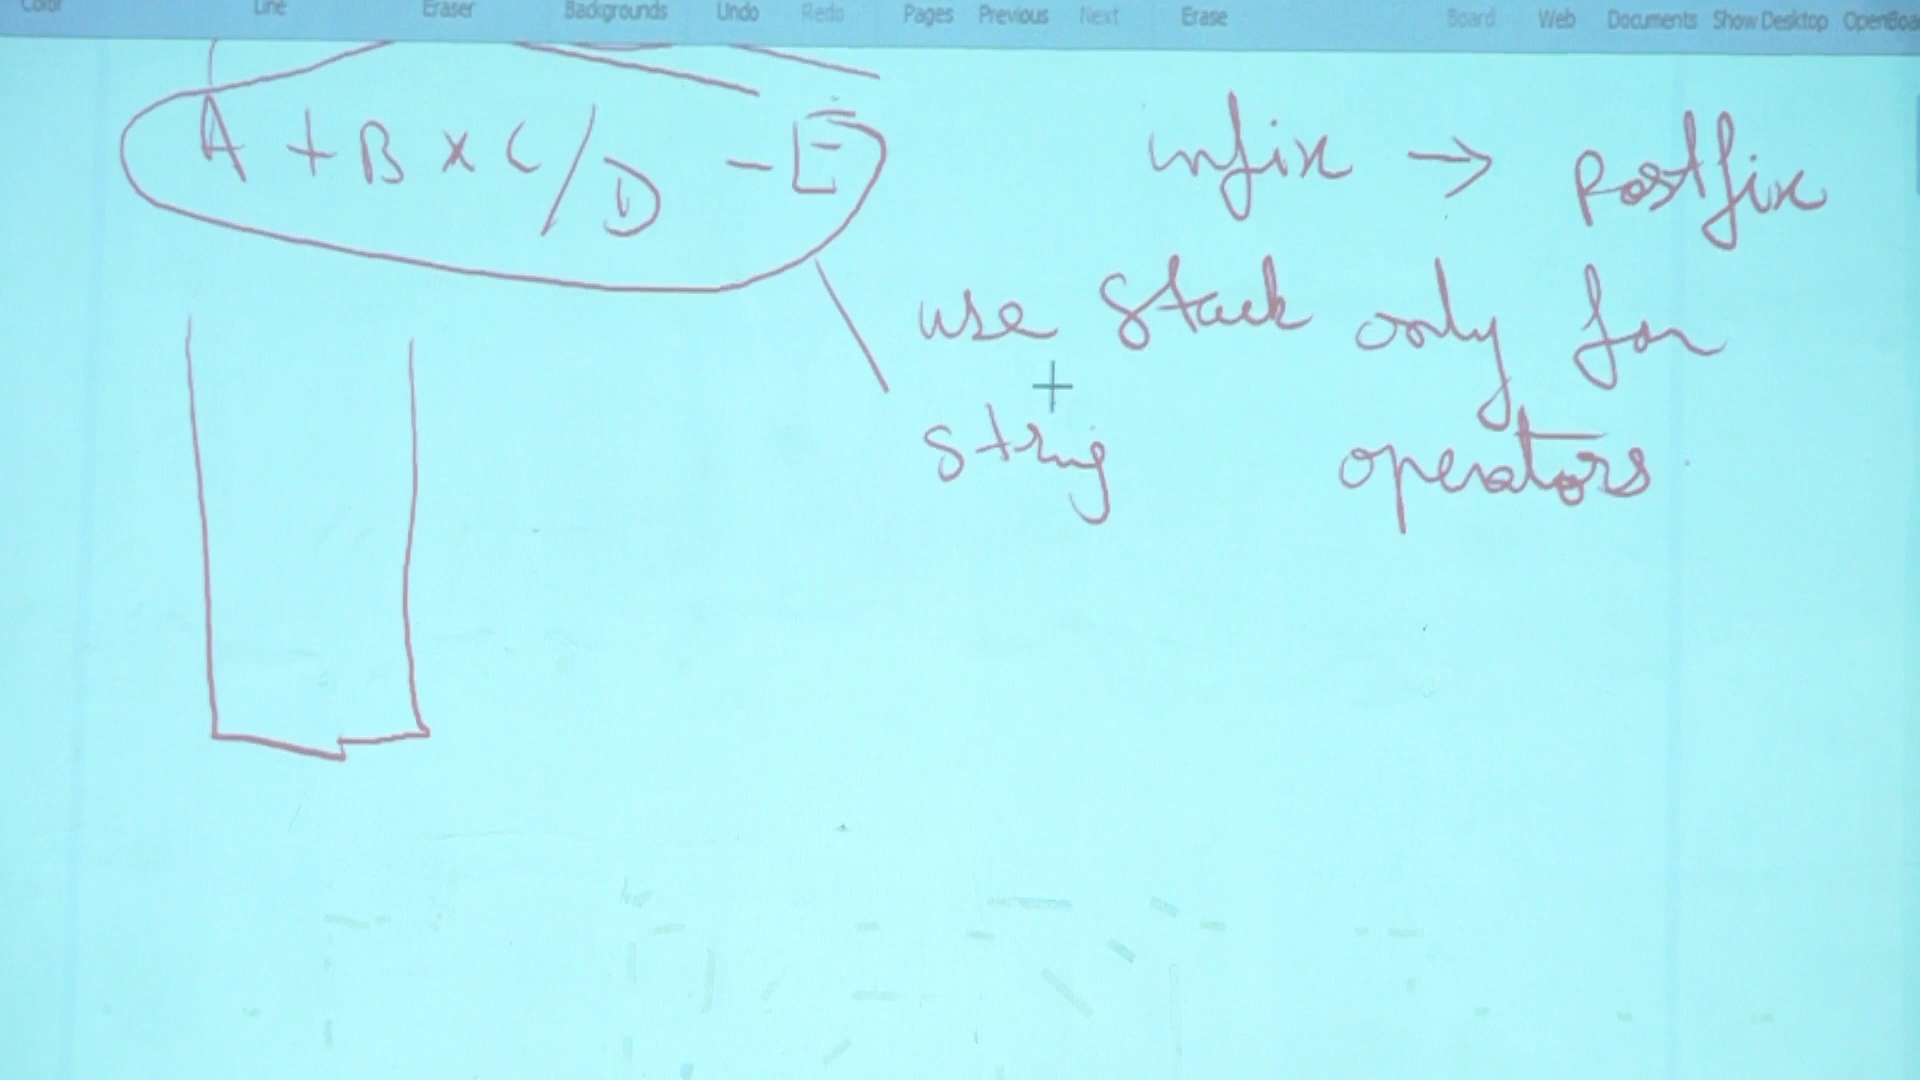 Color Line Eraser Backgrounds Undo Redo Pages Previous Next Erase Board Web Documents Show Desktop OpenBoa
A + B × C / D - E
infix → Postfix
use Stack only for
string operators